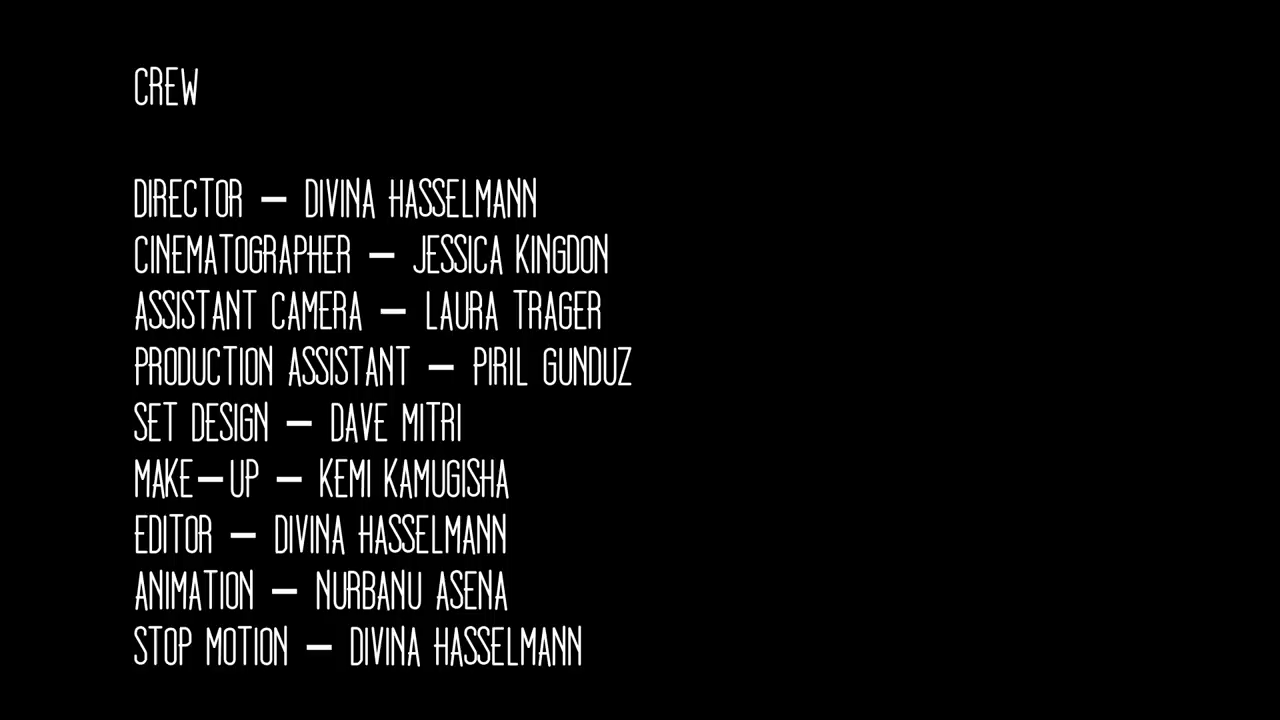 CREW
DIRECTOR – DIVINA HASSELMANN
CINEMATOGRAPHER – JESSICA KINGDON
ASSISTANT CAMERA – LAURA TRAGER
PRODUCTION ASSISTANT – PIRIL GUNDUZ
SET DESIGN – DAVE MITRI
MAKE–UP – KEMI KAMUGISHA
EDITOR – DIVINA HASSELMANN
ANIMATION – NURBANU ASENA
STOP MOTION – DIVINA HASSELMANN